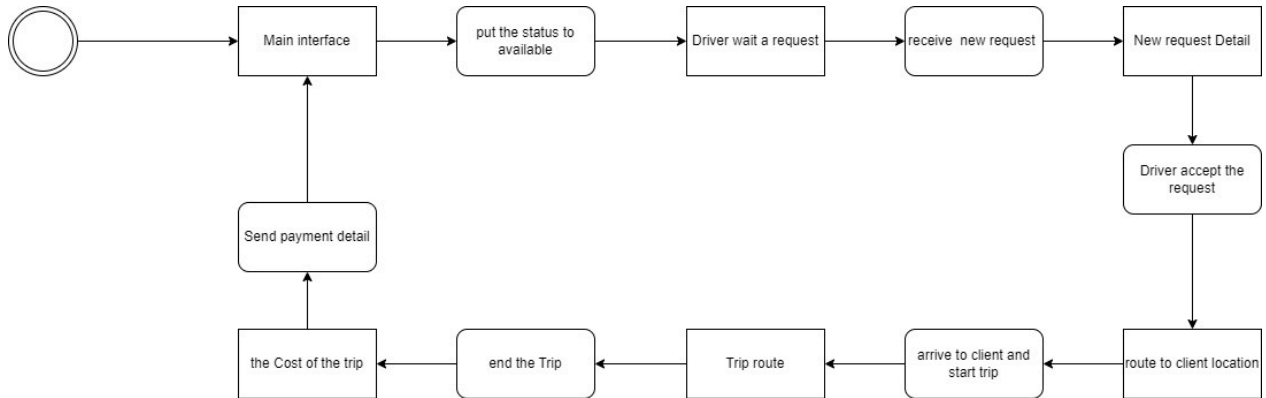 Main interface
put the status to
available
Driver wait a request
receive new request
New request Detail
Driver accept the
request
Send payment detail
the Cost of the trip
end the Trip
Trip route
arrive to client and
start trip
route to client location